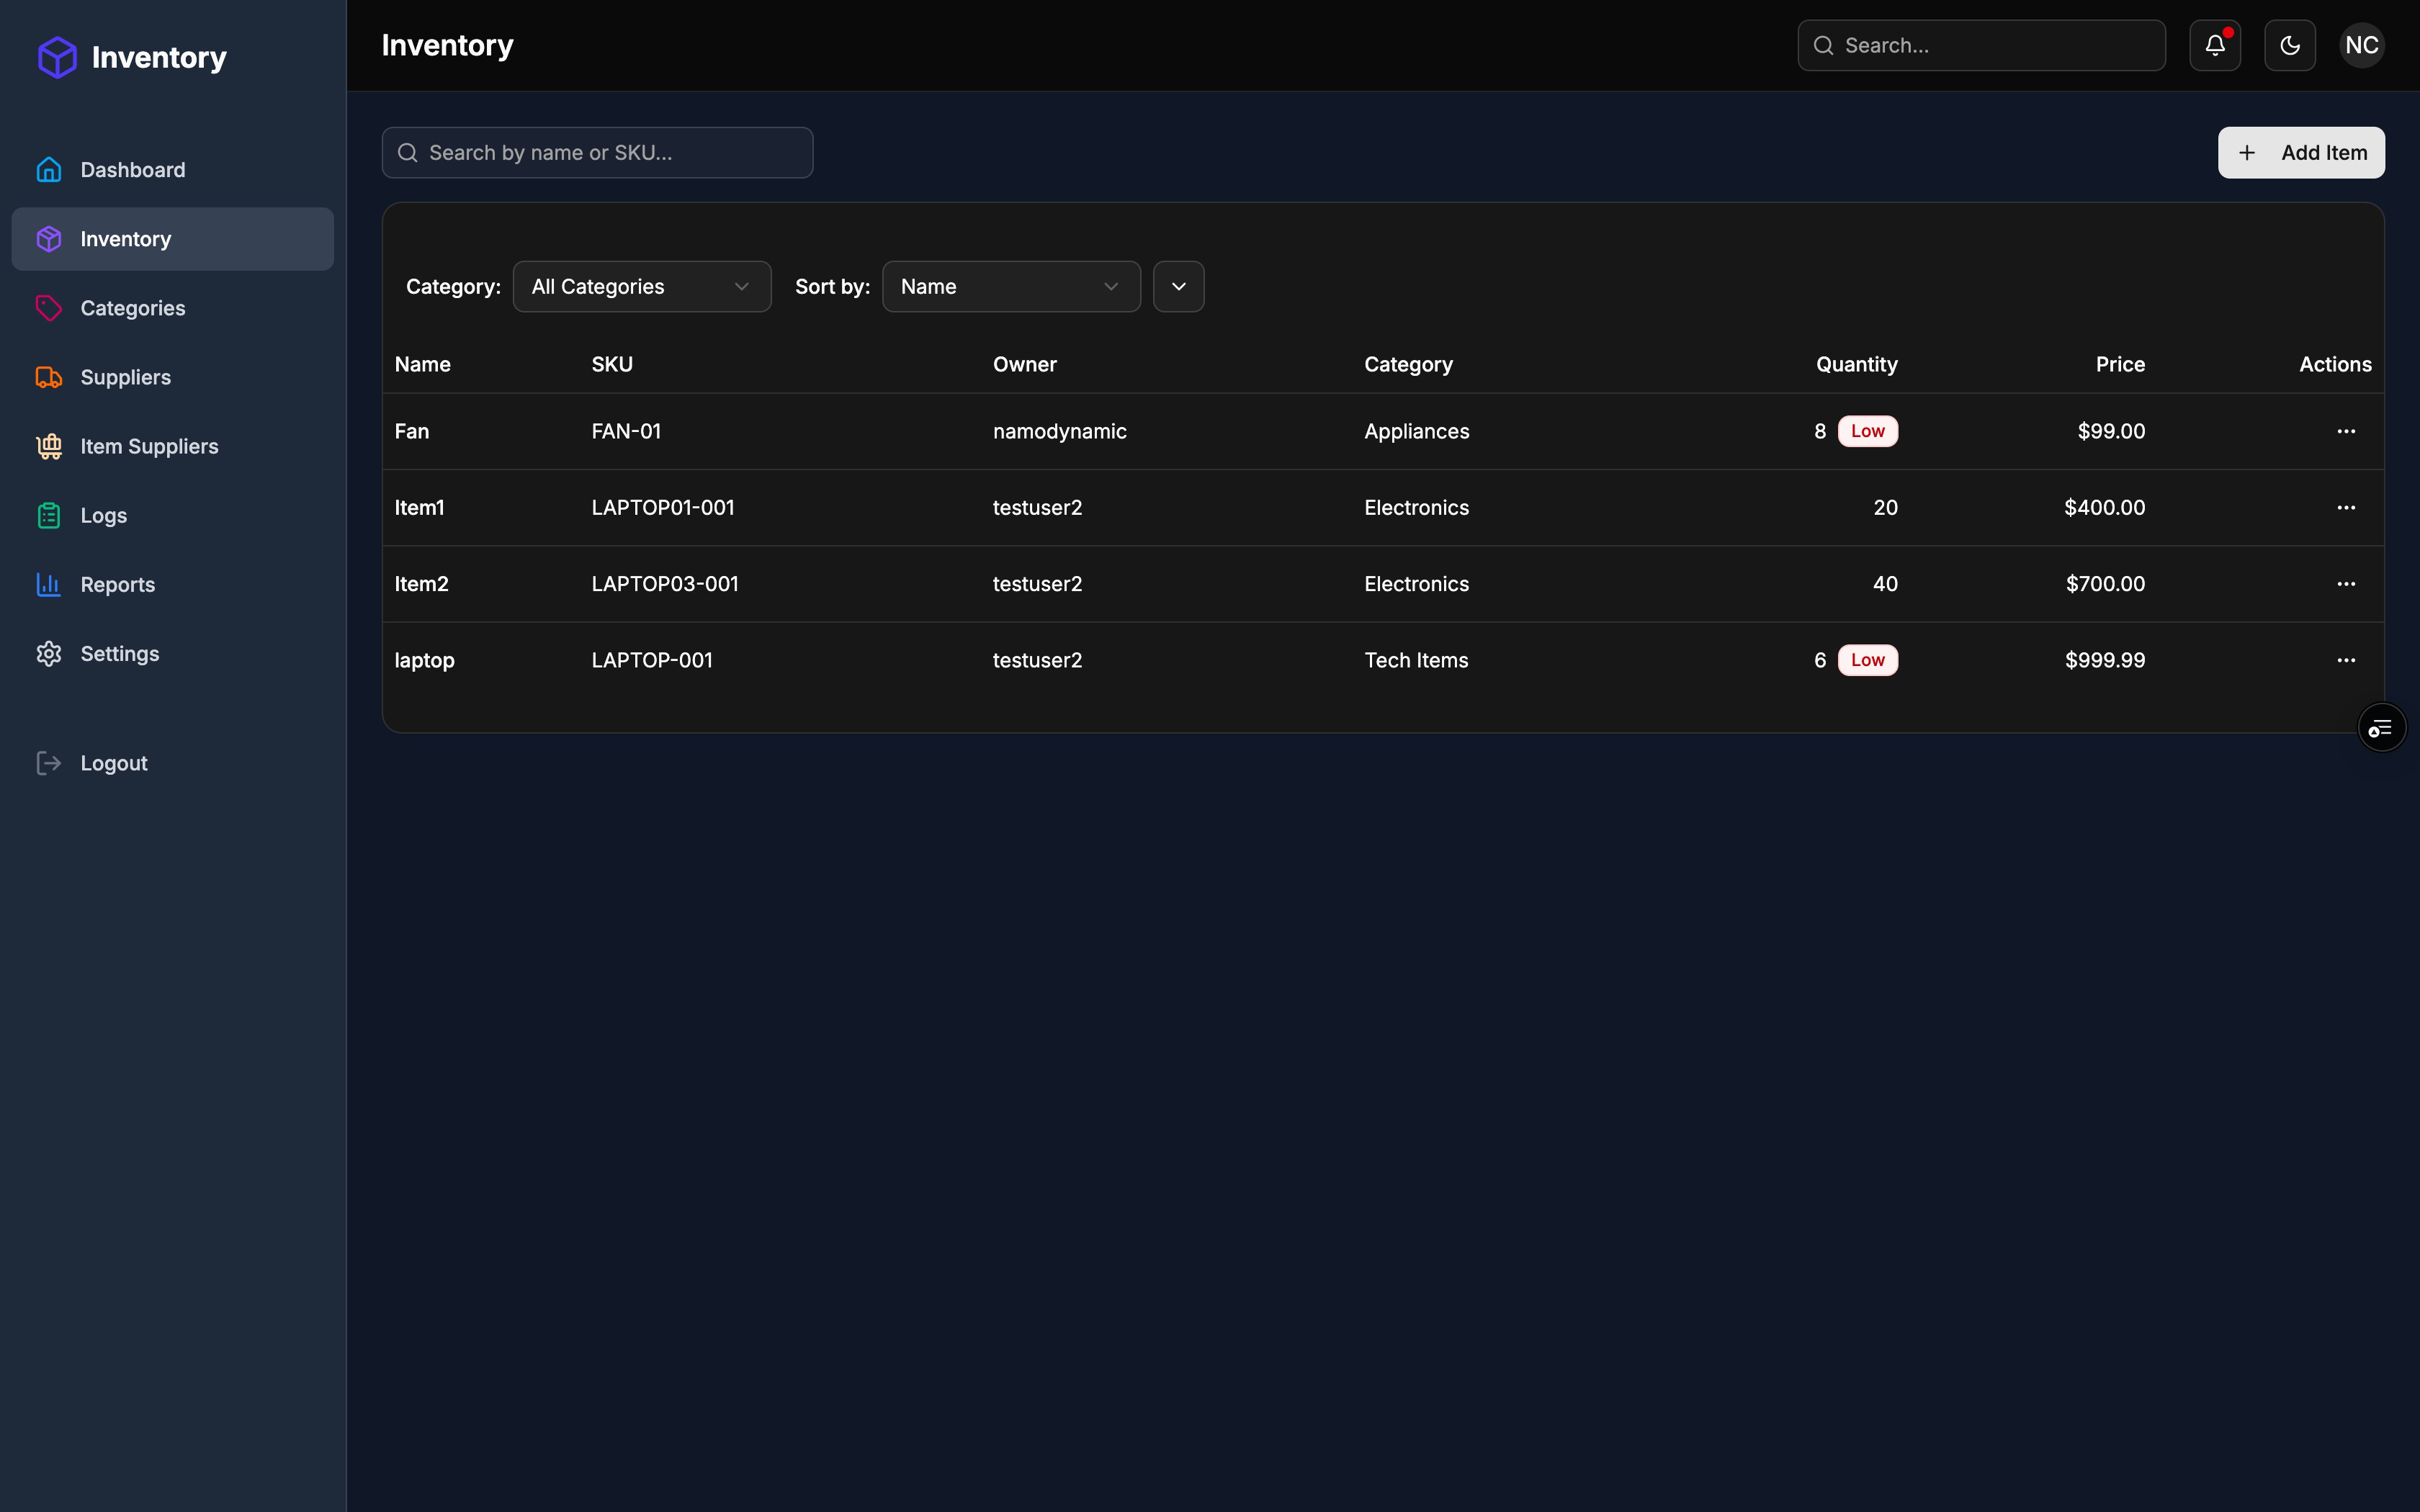 Inventory
Dashboard
Inventory
Categories
Suppliers
Item Suppliers
Logs
Reports
Settings
Logout
Inventory
Search...
NC
Search by name or SKU...
Add Item
Category: All Categories Sort by: Name
Name SKU Owner Category Quantity Price Actions
Fan FAN-01 namodynamic Appliances 8 Low $99.00
Item1 LAPTOP01-001 testuser2 Electronics 20 $400.00
Item2 LAPTOP03-001 testuser2 Electronics 40 $700.00
laptop LAPTOP-001 testuser2 Tech Items 6 Low $999.99